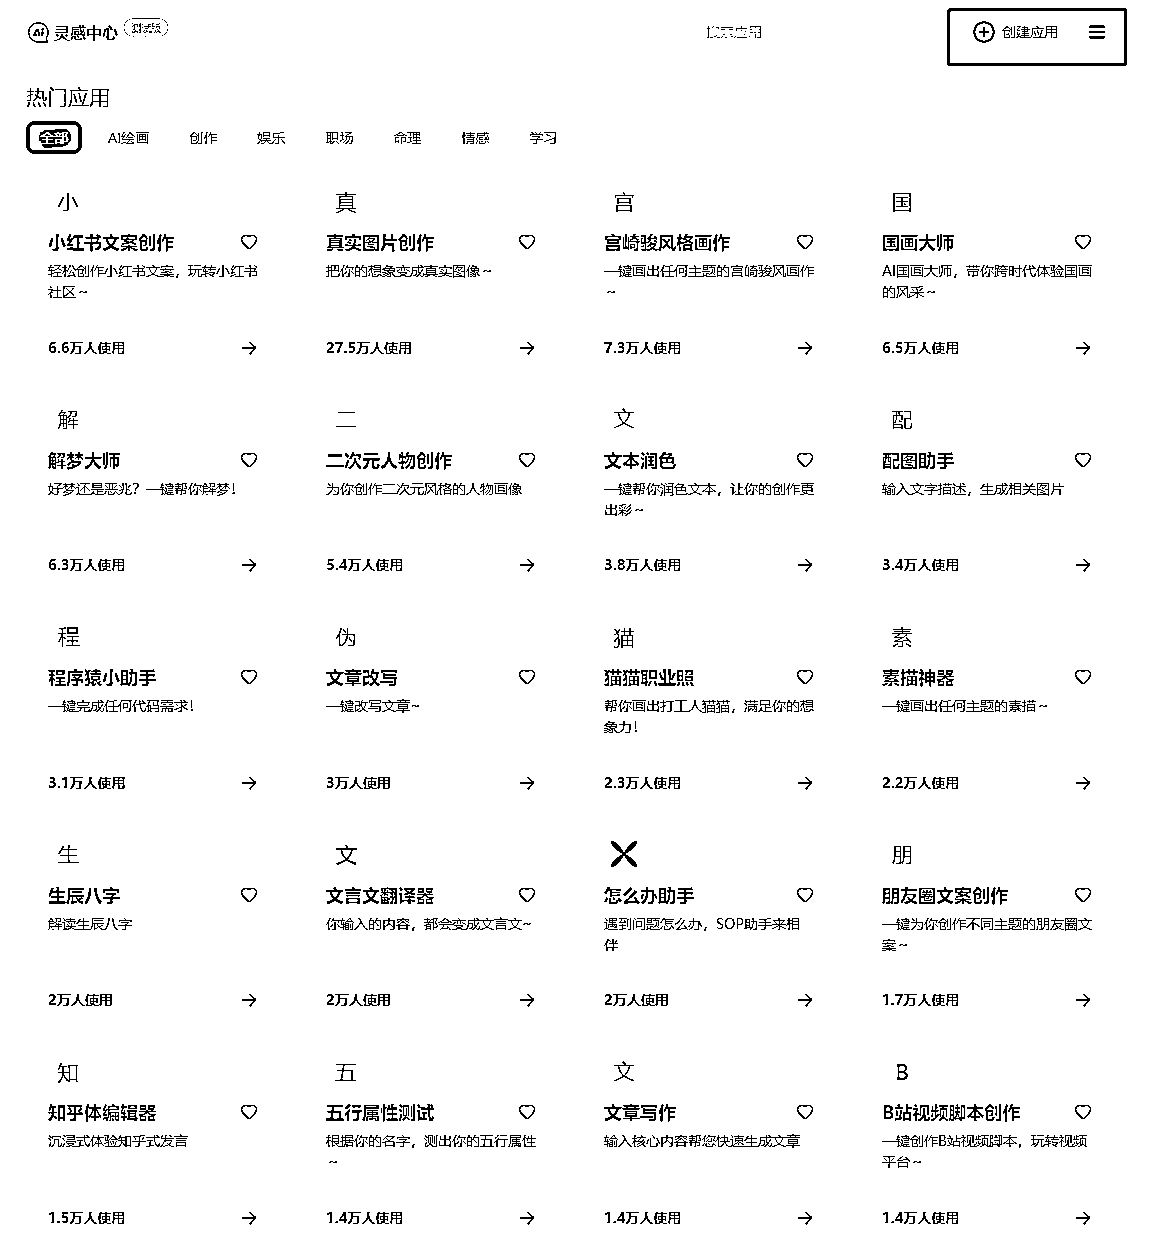 Ai 灵感中心 测试版
搜索应用
创建应用
热门应用
全部 AI绘画 创作 娱乐 职场 命理 情感 学习
小 真 宫 国
小红书文案创作 真实图片创作 宫崎骏风格画作 国画大师
轻松创作小红书文案，玩转小红书 把你的想象变成真实图像~ 一键画出任何主题的宫崎骏风画作 AI国画大师，带你跨时代体验国画
社区~ ~ 的风采~
6.6万人使用 27.5万人使用 7.3万人使用 6.5万人使用
解 二 文 配
解梦大师 二次元人物创作 文本润色 配图助手
好梦还是恶兆？一键帮你解梦！ 为你创作二次元风格的人物画像 一键帮你润色文本，让你的创作更 输入文字描述，生成相关图片
出彩~
6.3万人使用 5.4万人使用 3.8万人使用 3.4万人使用
程 伪 猫 素
程序猿小助手 文章改写 猫猫职业照 素描神器
一键完成任何代码需求！ 一键改写文章~ 帮你画出打工人猫猫，满足你的想 一键画出任何主题的素描~
象力！
3.1万人使用 3万人使用 2.3万人使用 2.2万人使用
生 文 朋
生辰八字 文言文翻译器 怎么办助手 朋友圈文案创作
解读生辰八字 你输入的内容，都会变成文言文~ 遇到问题怎么办，SOP助手来相 一键为你创作不同主题的朋友圈文
伴 案~
2万人使用 2万人使用 2万人使用 1.7万人使用
知 五 文 B
知乎体编辑器 五行属性测试 文章写作 B站视频脚本创作
沉浸式体验知乎式发言 根据你的名字，测出你的五行属性 输入核心内容帮您快速生成文章 一键创作B站视频脚本，玩转视频
~ 平台~
1.5万人使用 1.4万人使用 1.4万人使用 1.4万人使用